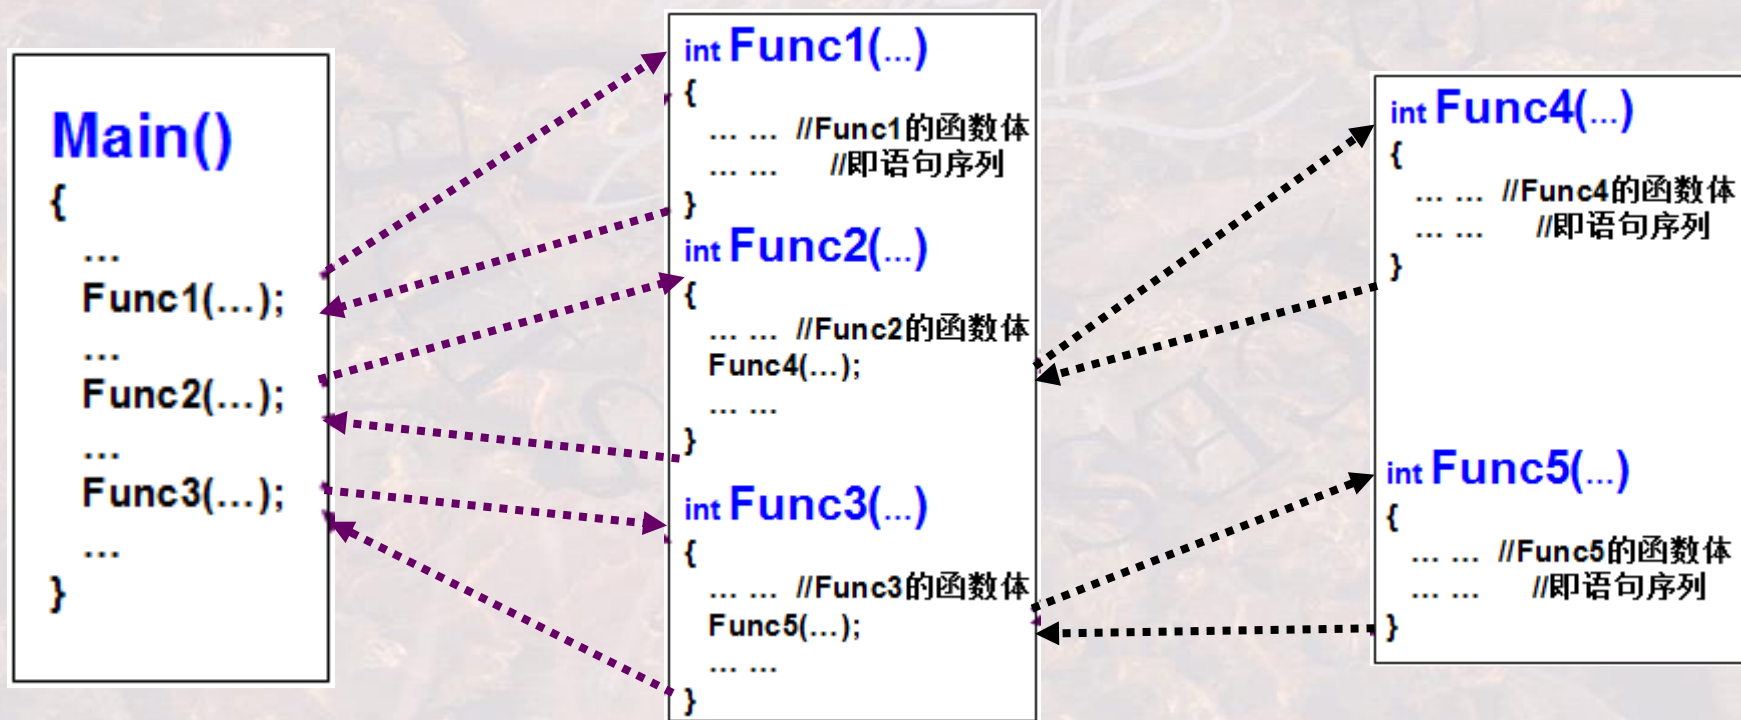 Main()
{
...
Func1(...);
...
Func2(...);
...
Func3(...);
...
}
int Func1(...)
{
... ... //Func1的函数体
... ... //即语句序列
}
int Func2(...)
{
... ... //Func2的函数体
Func4(...);
... ...
}
int Func3(...)
{
... ... //Func3的函数体
Func5(...);
... ...
}
int Func4(...)
{
... ... //Func4的函数体
... ... //即语句序列
}
int Func5(...)
{
... ... //Func5的函数体
... ... //即语句序列
}